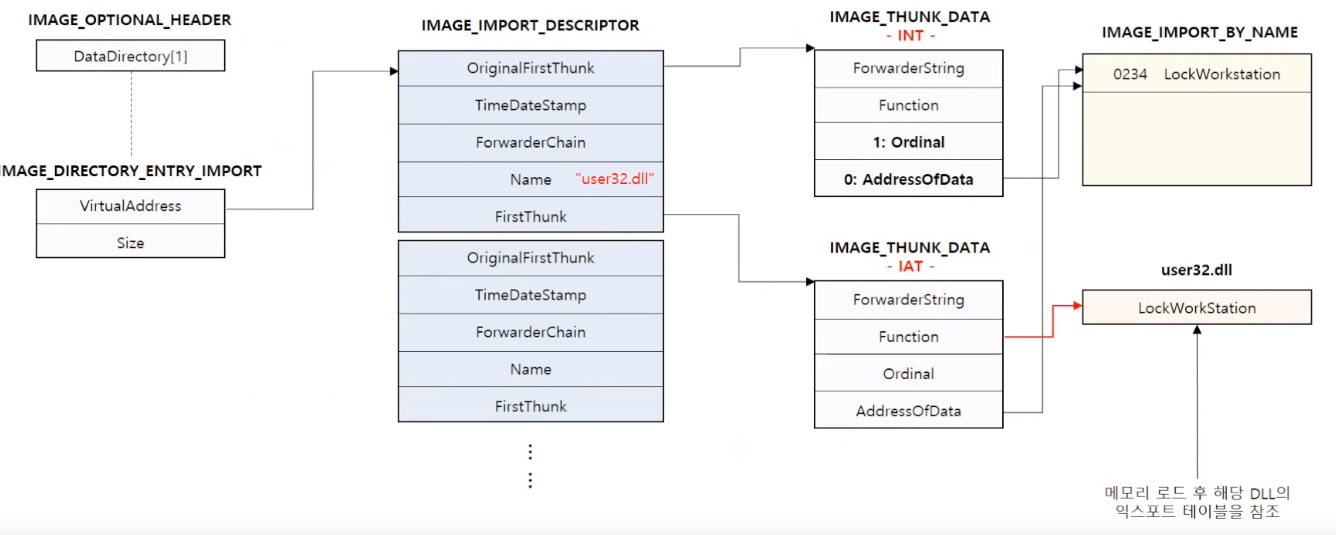 IMAGE_OPTIONAL_HEADER
DataDirectory[1]
IMAGE_DIRECTORY_ENTRY_IMPORT
VirtualAddress
Size
IMAGE_IMPORT_DESCRIPTOR
OriginalFirstThunk
TimeDateStamp
ForwarderChain
Name "user32.dll"
FirstThunk
OriginalFirstThunk
TimeDateStamp
ForwarderChain
Name
FirstThunk
IMAGE_THUNK_DATA
- INT -
ForwarderString
Function
1: Ordinal
0: AddressOfData
IMAGE_THUNK_DATA
- IAT -
ForwarderString
Function
Ordinal
AddressOfData
IMAGE_IMPORT_BY_NAME
0234 LockWorkstation
user32.dll
LockWorkStation
메모리 로드 후 해당 DLL의
익스포트 테이블을 참조